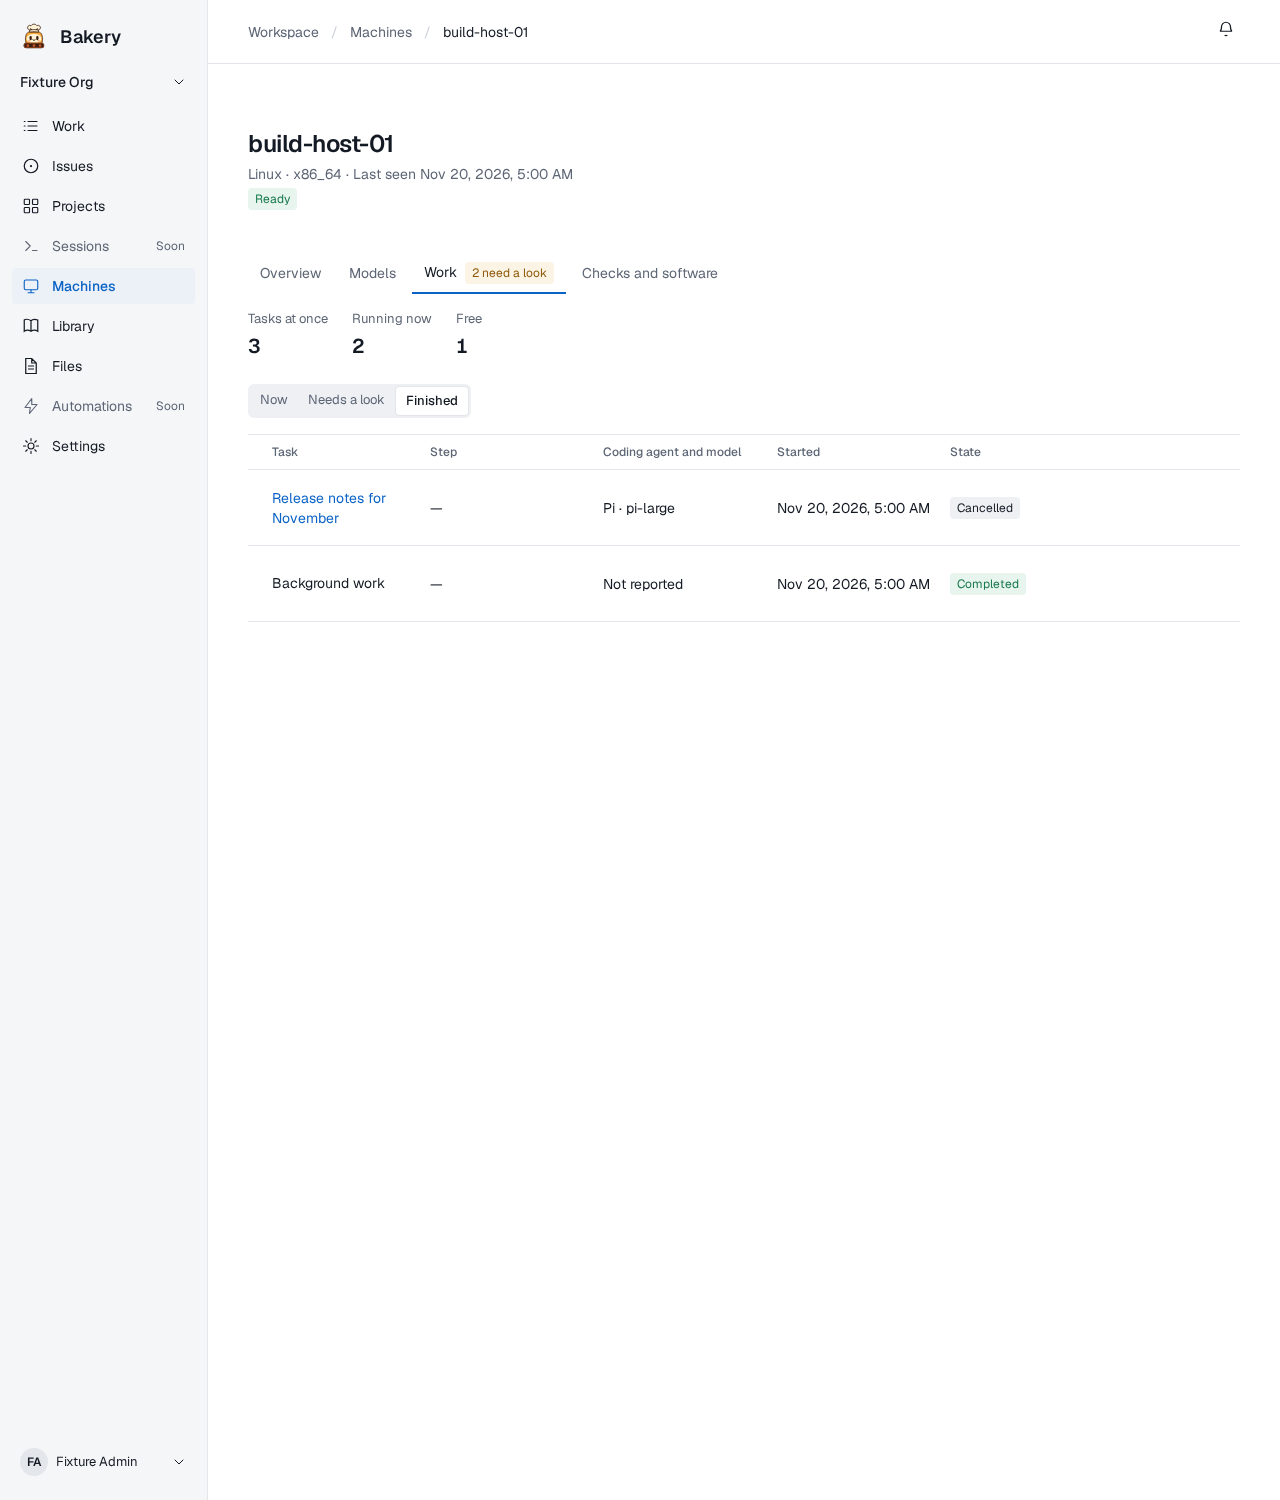 Bakery
Fixture Org
Work
Issues
Projects
Sessions Soon
Machines
Library
Files
Automations Soon
Settings
FA Fixture Admin
Workspace / Machines / build-host-01
build-host-01
Linux · x86_64 · Last seen Nov 20, 2026, 5:00 AM
Ready
Overview Models Work 2 need a look Checks and software
Tasks at once Running now Free
3 2 1
Now Needs a look Finished
Task Step Coding agent and model Started State
Release notes for
November — Pi · pi-large Nov 20, 2026, 5:00 AM Cancelled
Background work — Not reported Nov 20, 2026, 5:00 AM Completed